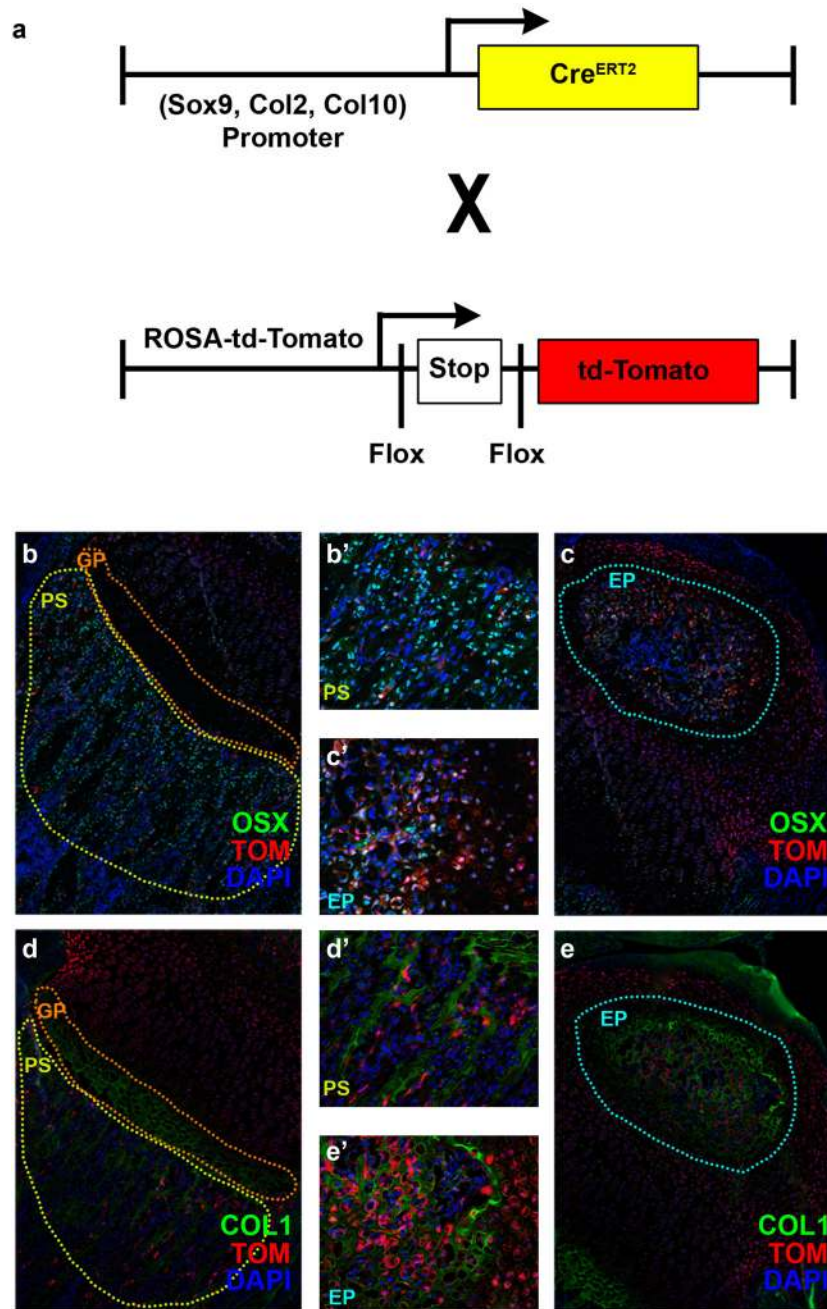 a
Cre^ERT2
(Sox9, Col2, Col10)
Promoter
X
ROSA-td-Tomato
Stop
td-Tomato
Flox
Flox
b
GP
PS
OSX
TOM
DAPI
b'
PS
c'
EP
c
EP
OSX
TOM
DAPI
d
GP
PS
COL1
TOM
DAPI
d'
PS
e'
EP
e
EP
COL1
TOM
DAPI